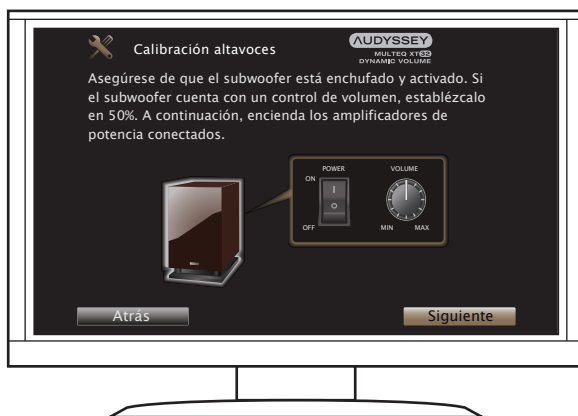 Calibración altavoces
AUDYSSEY
MULTEQ XT32
DYNAMIC VOLUME
Asegúrese de que el subwoofer está enchufado y activado. Si
el subwoofer cuenta con un control de volumen, establézcalo
en 50%. A continuación, encienda los amplificadores de
potencia conectados.
POWER
VOLUME
ON
I
O
OFF
MIN
MAX
Atrás
Siguiente